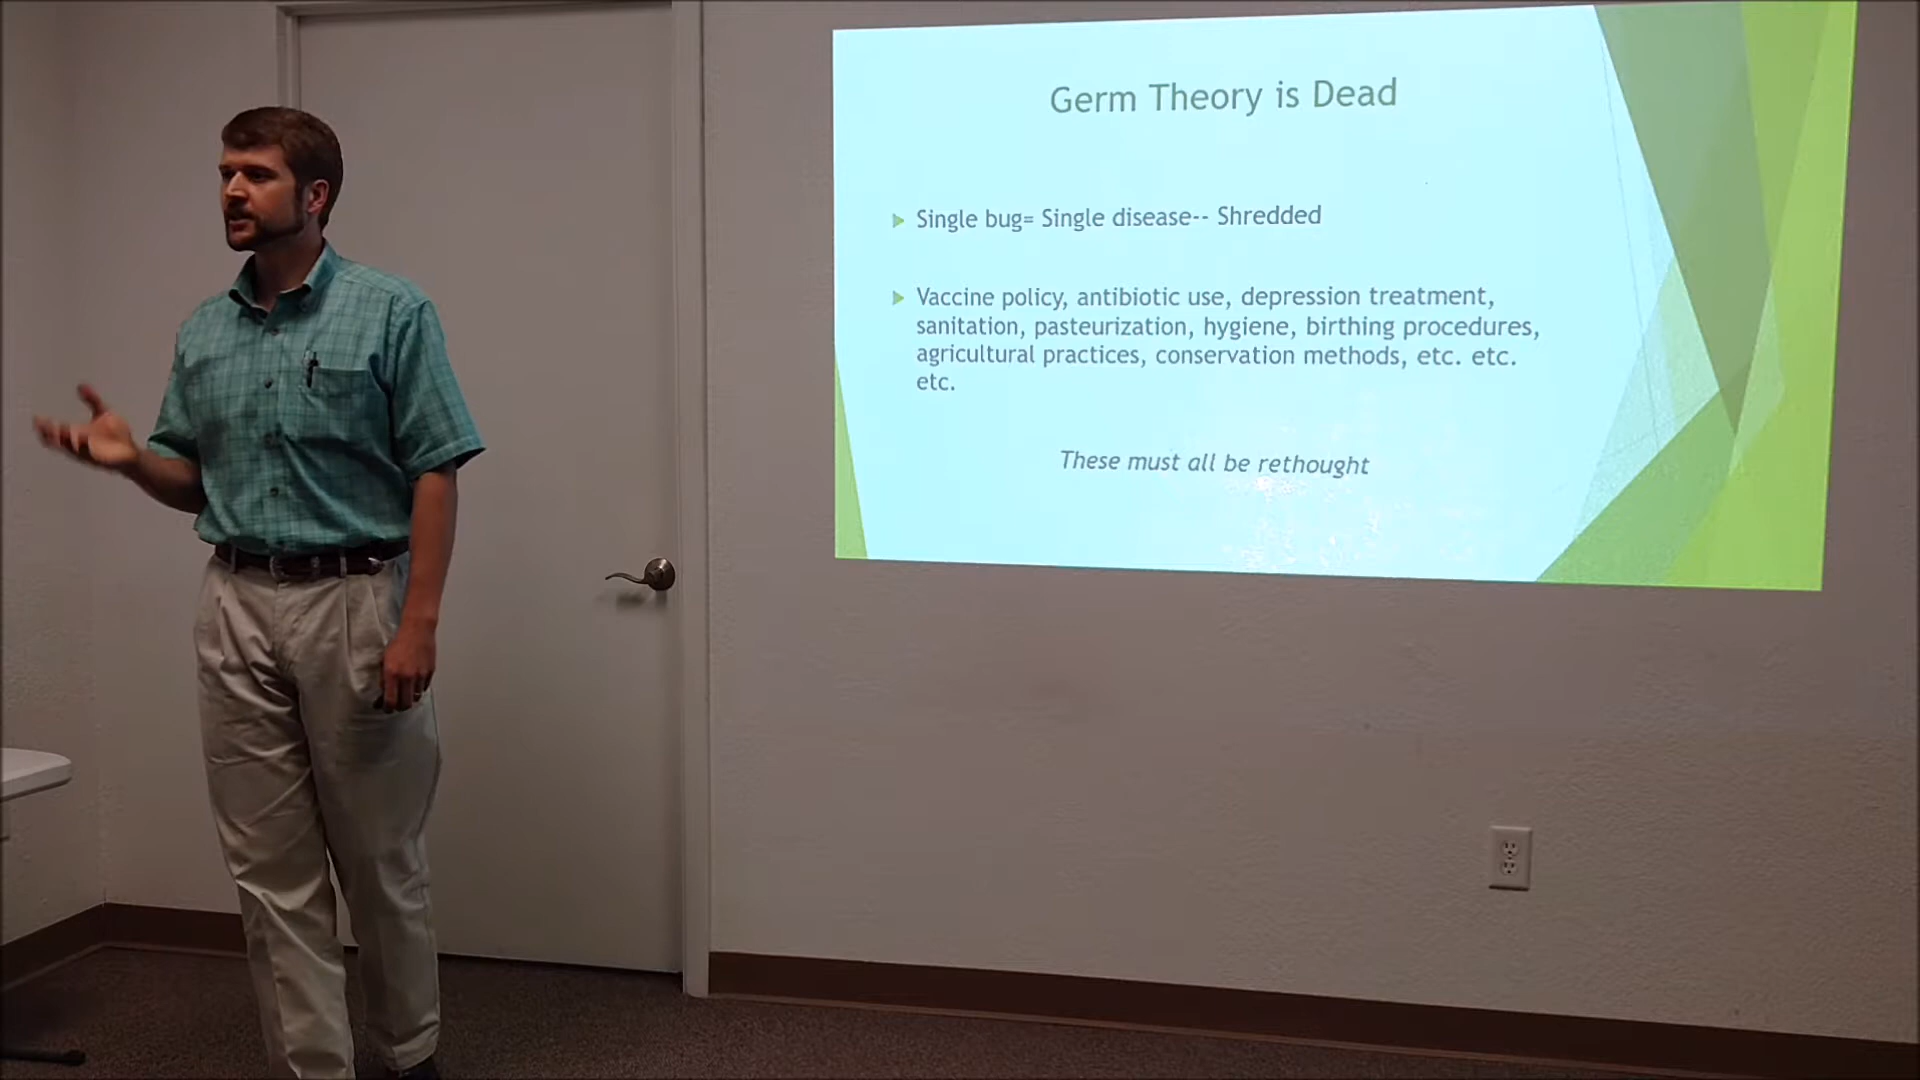 Germ Theory is Dead
Single bug= Single disease-- Shredded
Vaccine policy, antibiotic use, depression treatment,
sanitation, pasteurization, hygiene, birthing procedures,
agricultural practices, conservation methods, etc. etc.
etc.
These must all be rethought